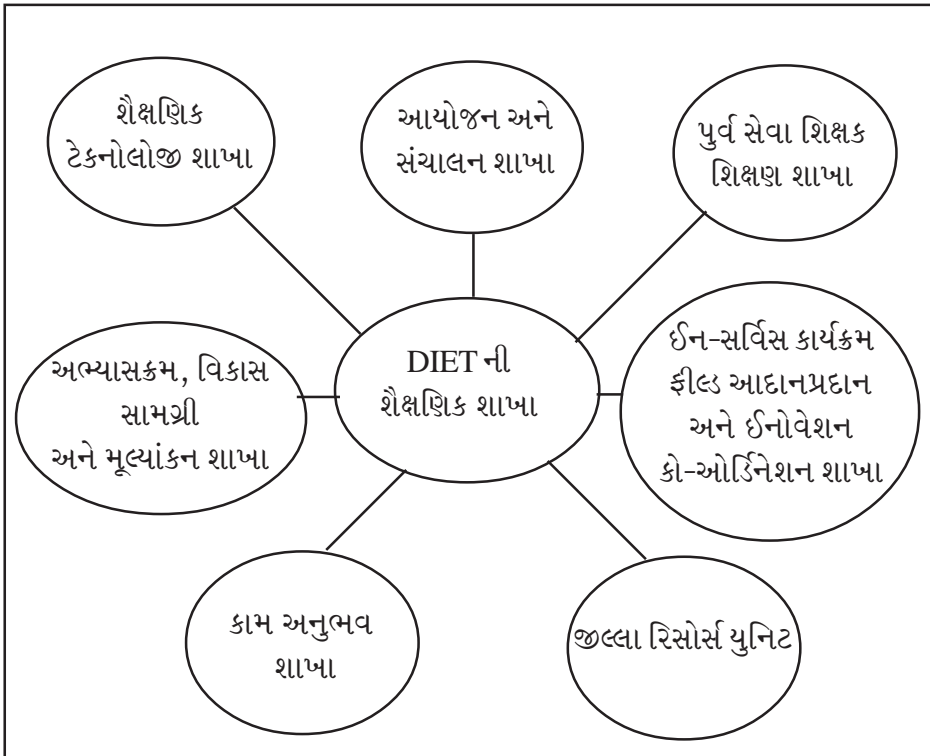 શૈક્ષણિક
ટેકનોલોજી શાખા
આયોજન અને
સંચાલન શાખા
પુર્વ સેવા શિક્ષક
શિક્ષણ શાખા
અભ્યાસક્રમ, વિકાસ
સામગ્રી
અને મૂલ્યાંકન શાખા
DIET ની
શૈક્ષણિક શાખા
ઈન-સર્વિસ કાર્યક્રમ
ફીલ્ડ આદાનપ્રદાન
અને ઈનોવેશન
કો-ઓર્ડિનેશન શાખા
કામ અનુભવ
શાખા
જીલ્લા રિસોર્સ યુનિટ